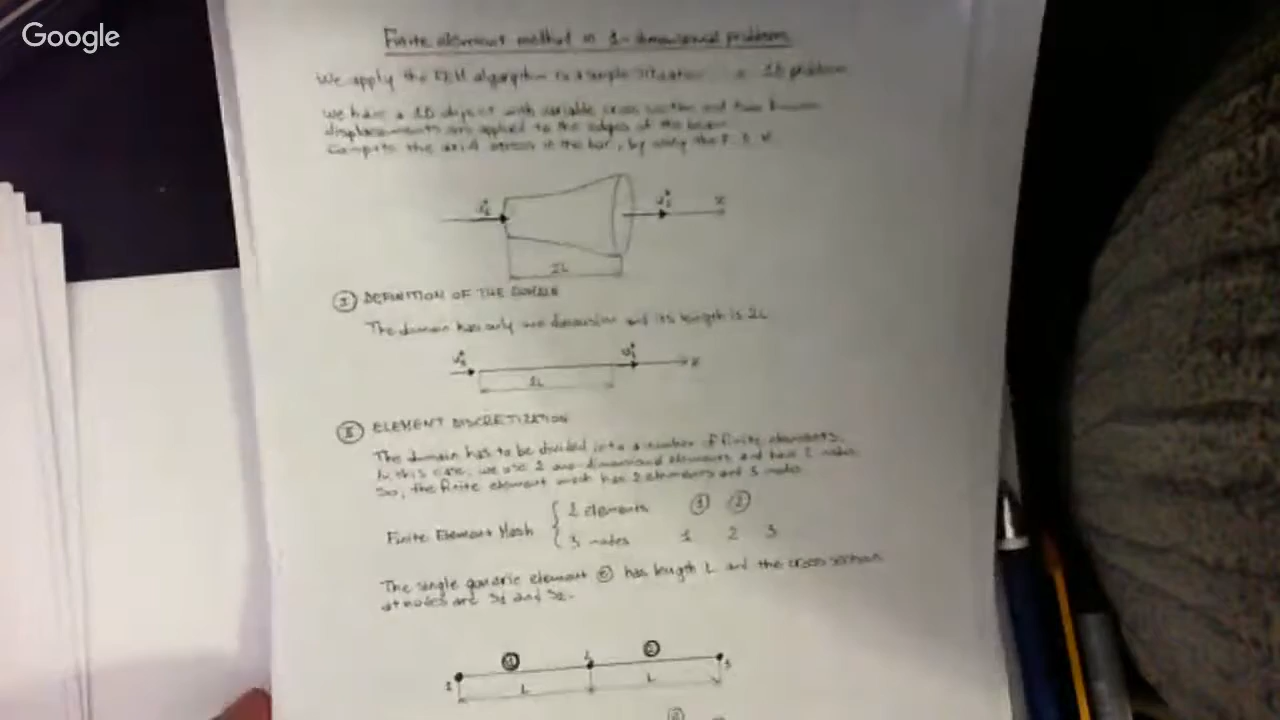 Google
Finite element method in 1-dimensional problems
We apply the FEM algorithm to a simple situation 1D problem
We have a 1D object with variable cross section and two known
displacements are applied to the edges of the beam
Compute the axial stress in the bar, by using the F.E.M.
x
2L
I DEFINITION OF THE DOMAIN
The domain has only one dimension and its length is 2L
x
2L
II ELEMENT DISCRETIZATION
The domain has to be divided into a number of finite elements.
In this case, we use 2 one dimensional elements and have 2 nodes
So, the finite element mesh has 2 elements and 3 nodes
Finite Element Mesh { 2 elements 1 2
3 nodes 1 2 3
The single generic element e has length L and the cross section
at nodes are S1 and S2.
1 2
1 2 3
L L